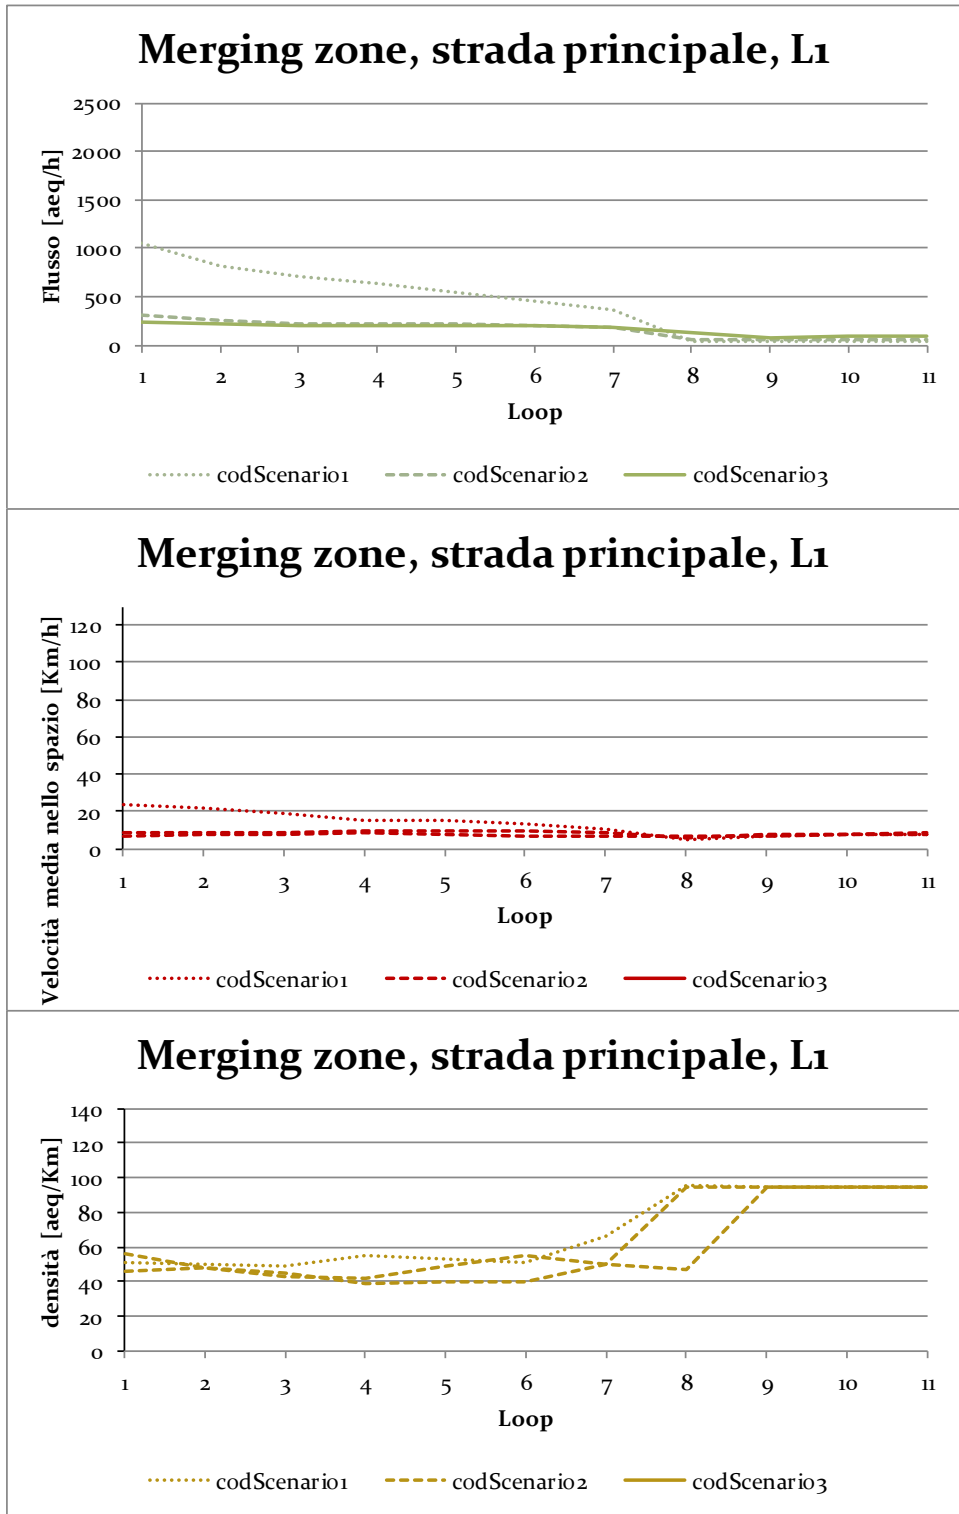 Merging zone, strada principale, L1
Flusso [aeq/h]
2500
2000
1500
1000
500
0
1 2 3 4 5 6 7 8 9 10 11
Loop
codScenario1 codScenario2 codScenario3
Merging zone, strada principale, L1
Velocità media nello spazio [Km/h]
120
100
80
60
40
20
0
1 2 3 4 5 6 7 8 9 10 11
Loop
codScenario1 codScenario2 codScenario3
Merging zone, strada principale, L1
densità [aeq/Km]
140
120
100
80
60
40
20
0
1 2 3 4 5 6 7 8 9 10 11
Loop
codScenario1 codScenario2 codScenario3